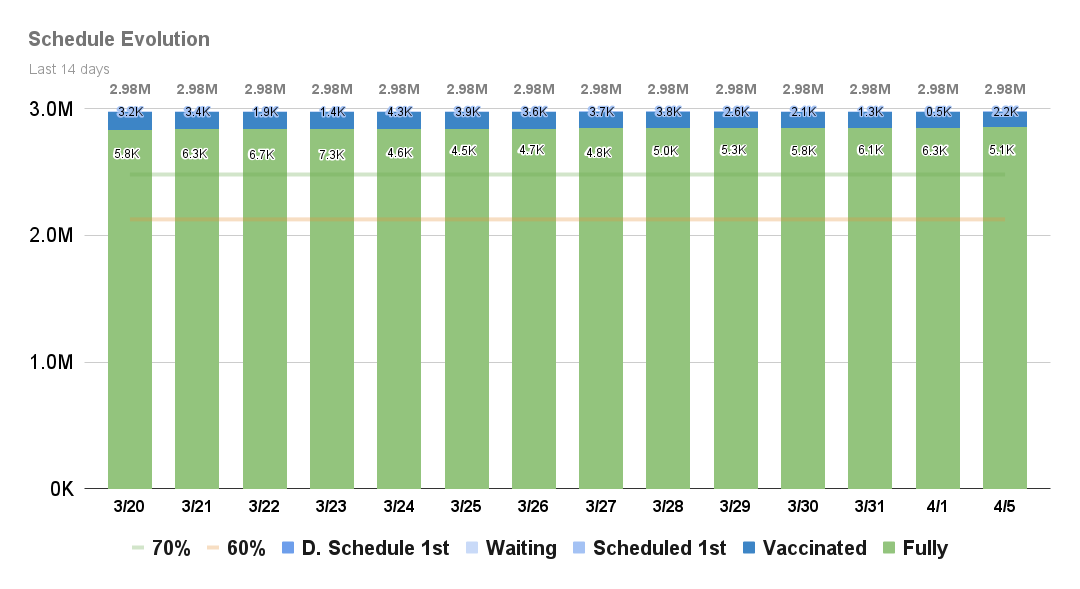 Schedule Evolution
Last 14 days
2.98M 2.98M 2.98M 2.98M 2.98M 2.98M 2.98M 2.98M 2.98M 2.98M 2.98M 2.98M 2.98M 2.98M
3.0M
3.2K 3.4K 1.9K 1.4K 4.3K 3.9K 3.6K 3.7K 3.8K 2.6K 2.1K 1.3K 0.5K 2.2K
5.8K 6.3K 6.7K 7.3K 4.6K 4.5K 4.7K 4.8K 5.0K 5.3K 5.8K 6.1K 6.3K 5.1K
2.0M
1.0M
0K
3/20 3/21 3/22 3/23 3/24 3/25 3/26 3/27 3/28 3/29 3/30 3/31 4/1 4/5
70% 60% D. Schedule 1st Waiting Scheduled 1st Vaccinated Fully